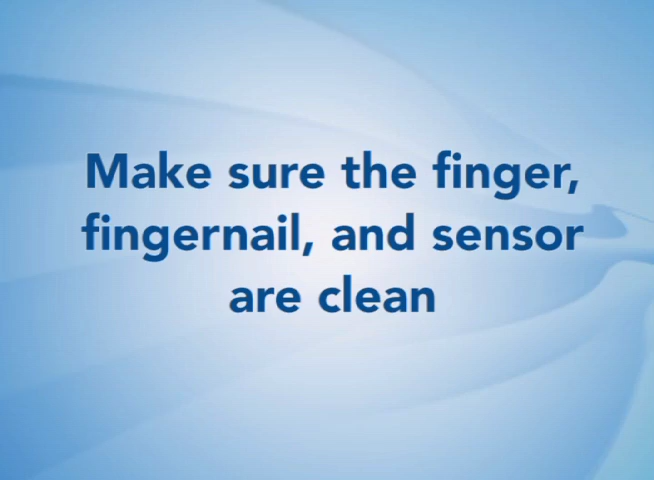 Make sure the finger,
fingernail, and sensor
are clean